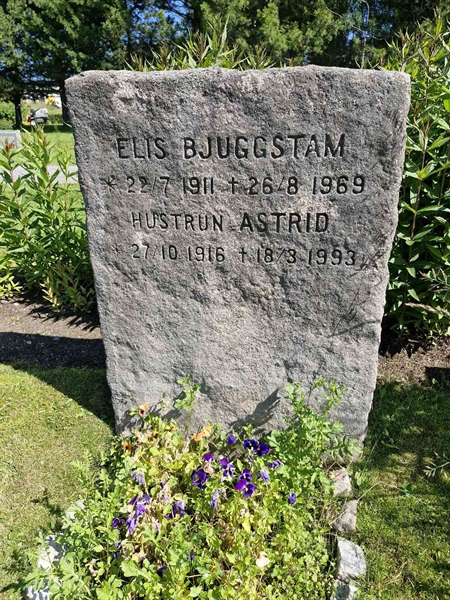 ELIS BJUGGSTAM
* 22/7 1911 + 26/8 1969
HUSTRUN ASTRID
* 27/10 1916 + 18/3 1993